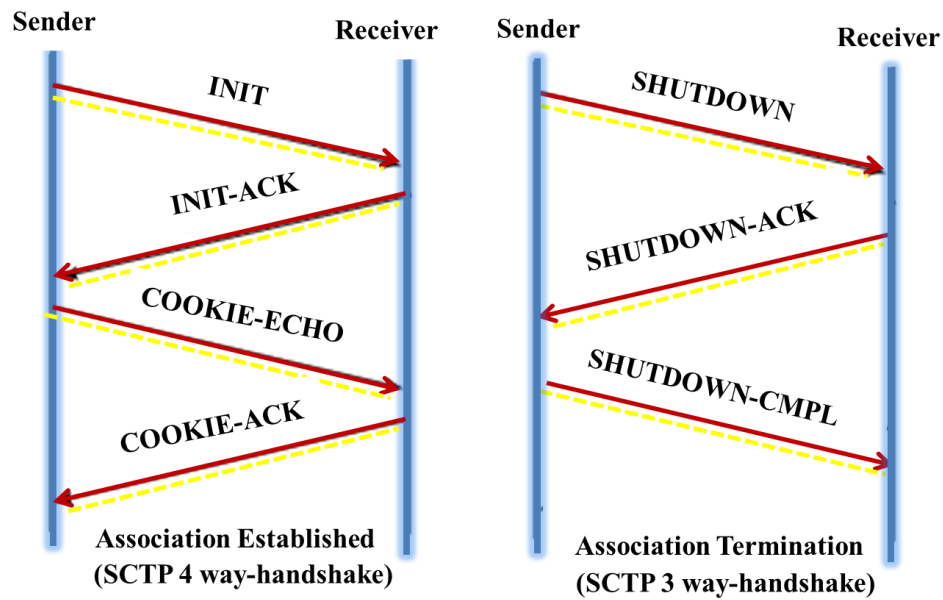 Sender
Receiver
INIT
INIT-ACK
COOKIE-ECHO
COOKIE-ACK
Association Established
(SCTP 4 way-handshake)
Sender
Receiver
SHUTDOWN
SHUTDOWN-ACK
SHUTDOWN-CMPL
Association Termination
(SCTP 3 way-handshake)